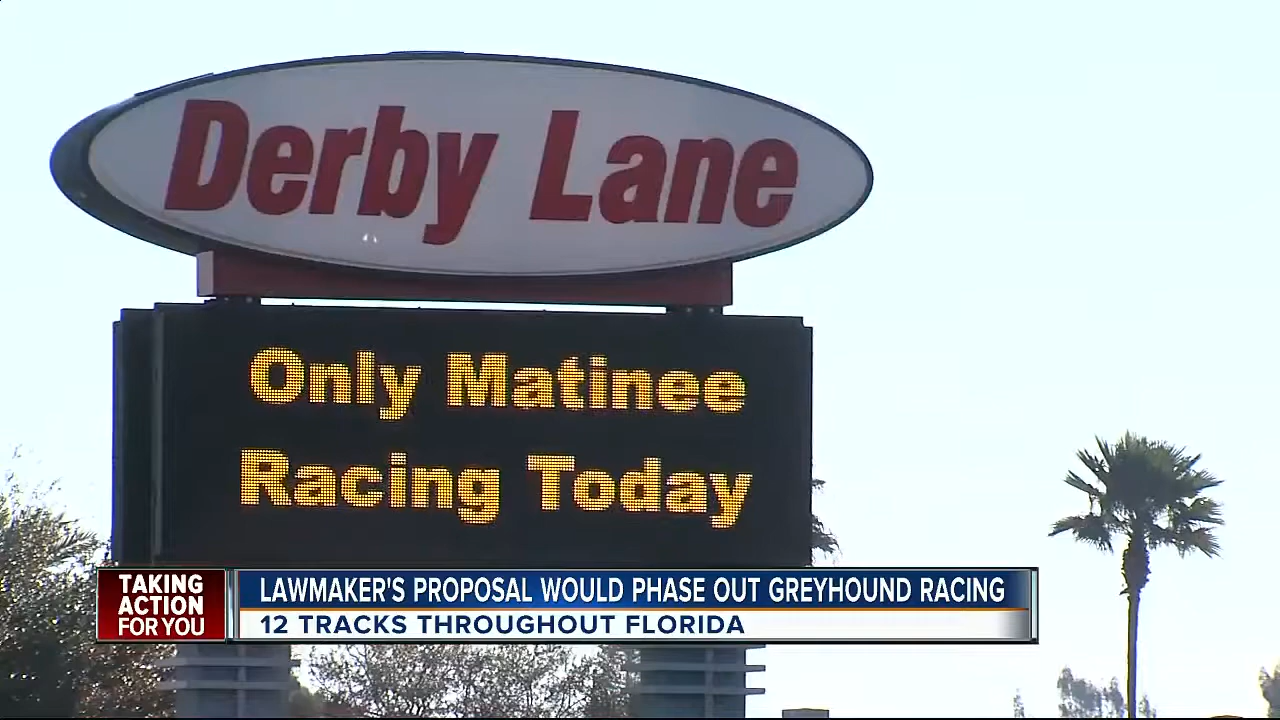 Derby Lane
Only Matinee
Racing Today
TAKING
ACTION
FOR YOU
LAWMAKER'S PROPOSAL WOULD PHASE OUT GREYHOUND RACING
12 TRACKS THROUGHOUT FLORIDA